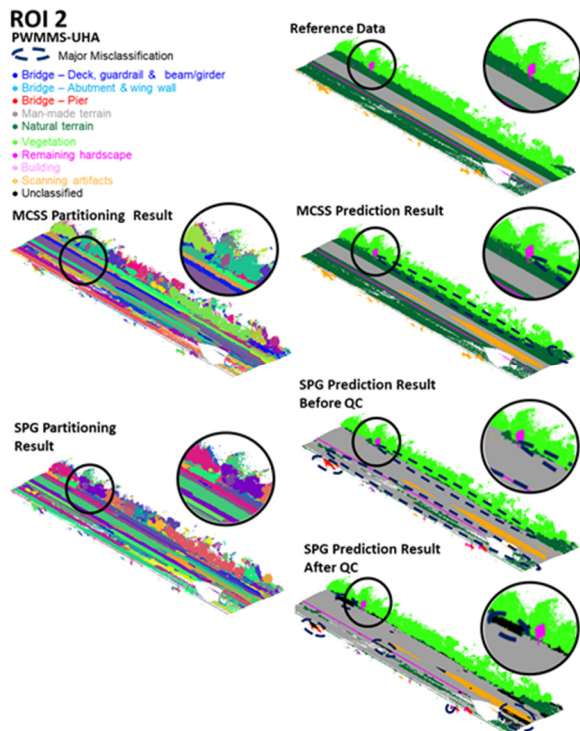 ROI 2
PWMMS-UHA
Major Misclassification
Bridge – Deck, guardrail & beam/girder
Bridge – Abutment & wing wall
Bridge – Pier
Man-made terrain
Natural terrain
Vegetation
Remaining hardscape
Building
Scanning artifacts
Unclassified
Reference Data
MCSS Partitioning Result
MCSS Prediction Result
SPG Partitioning
Result
SPG Prediction Result
Before QC
SPG Prediction Result
After QC